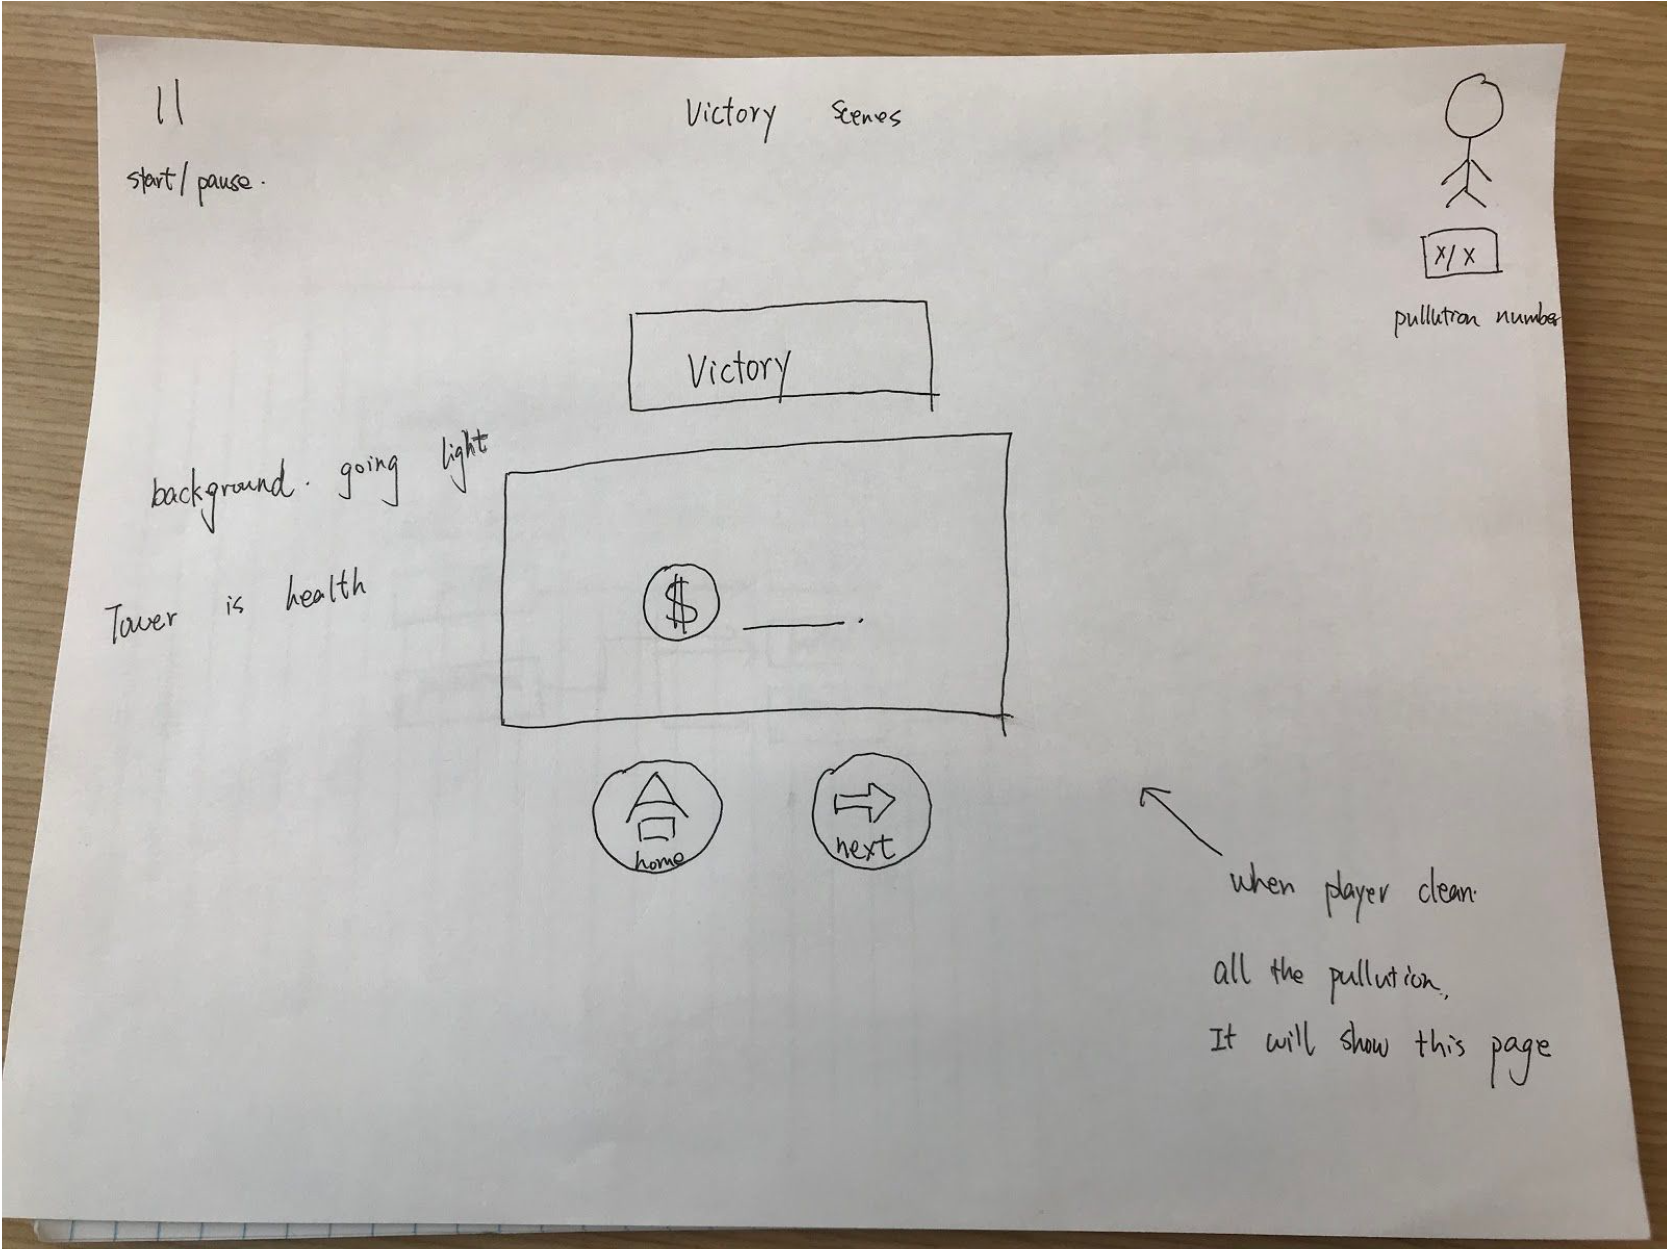 Victory Scenes
start/pause.
x/x
pullution number
Victory
background. going light
Tower is health
$
home
next
when player clean.
all the pullution,
It will show this page